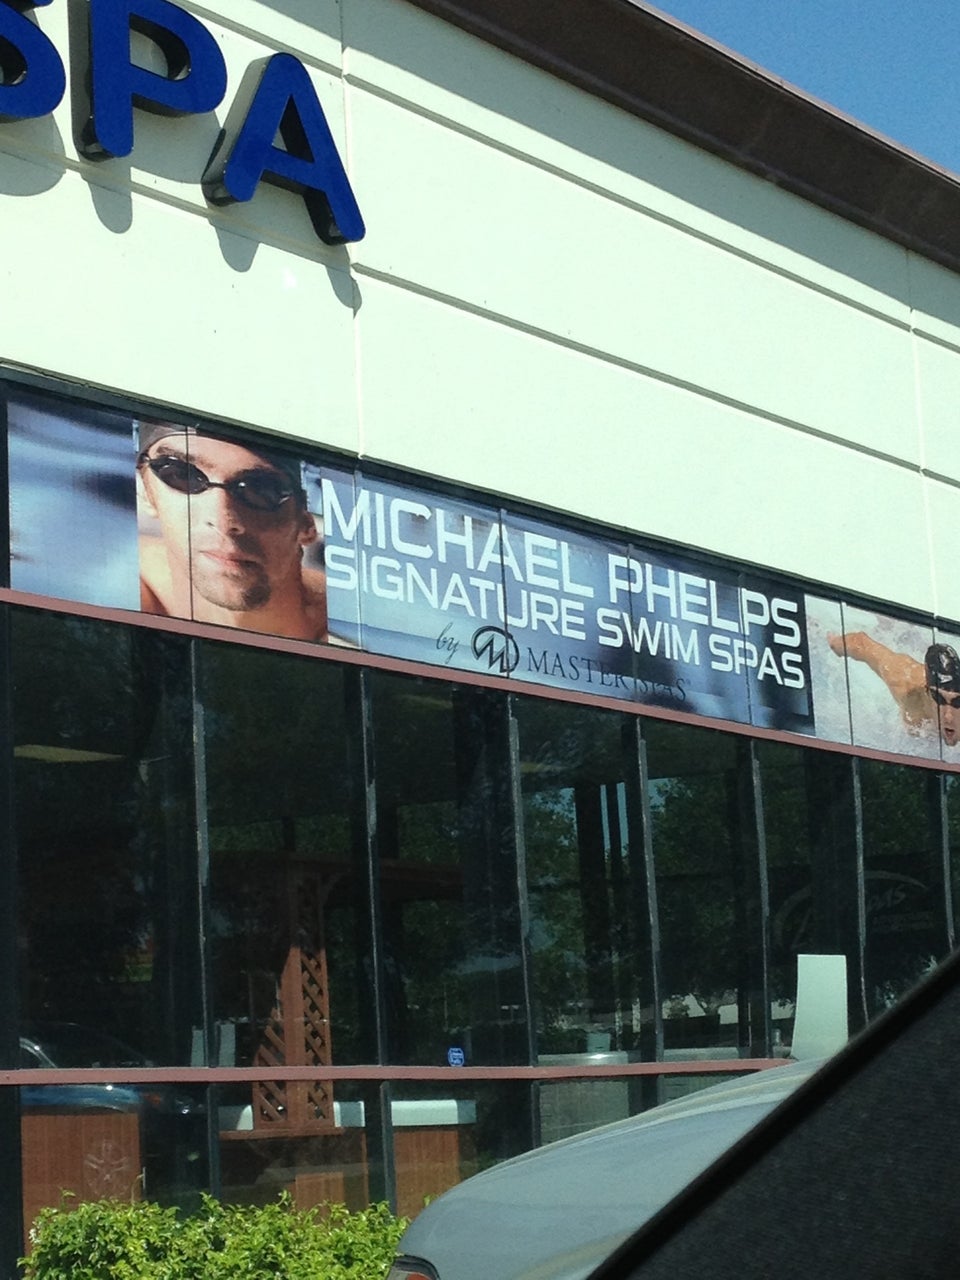 SPA
MICHAEL PHELPS
SIGNATURE SWIM SPAS
by MASTER SPAS